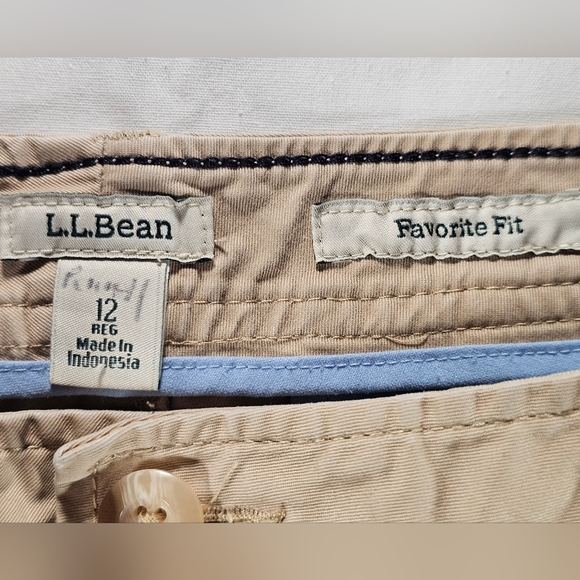 L.L.Bean
Favorite Fit
12
REG
Made in
Indonesia